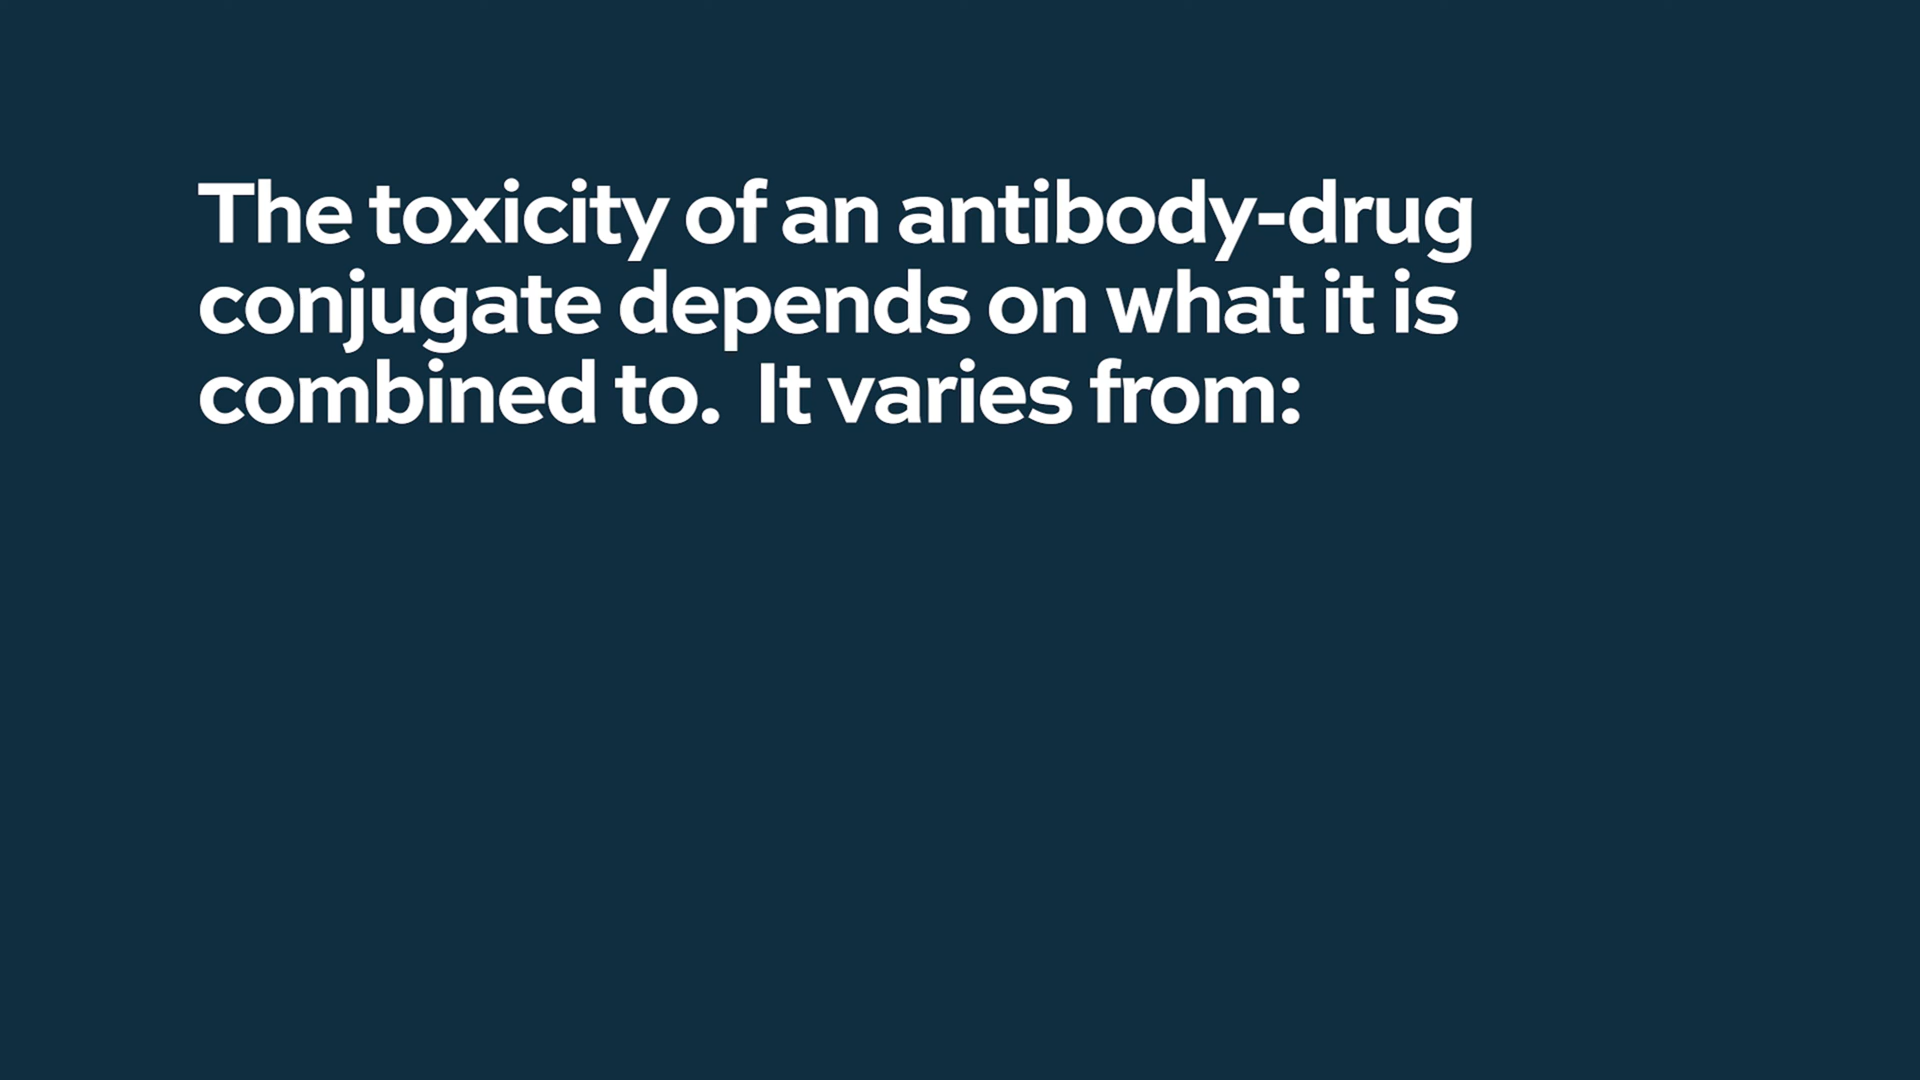 The toxicity of an antibody-drug
conjugate depends on what it is
combined to.  It varies from: